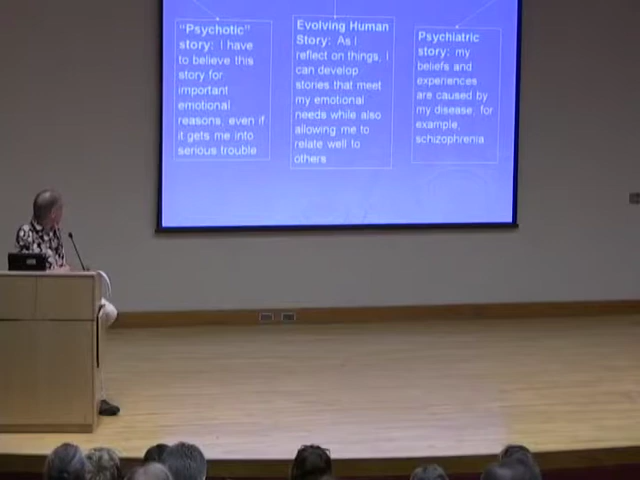 "Psychotic"
story: I have
to believe this
story for
important
emotional
reasons, even if
it gets me into
serious trouble
Evolving Human
Story: As I
reflect on things, I
can develop
stories that meet
my emotional
needs while also
allowing me to
relate well to
others
Psychiatric
story: my
beliefs and
experiences
are caused by
my disease, for
example,
schizophrenia